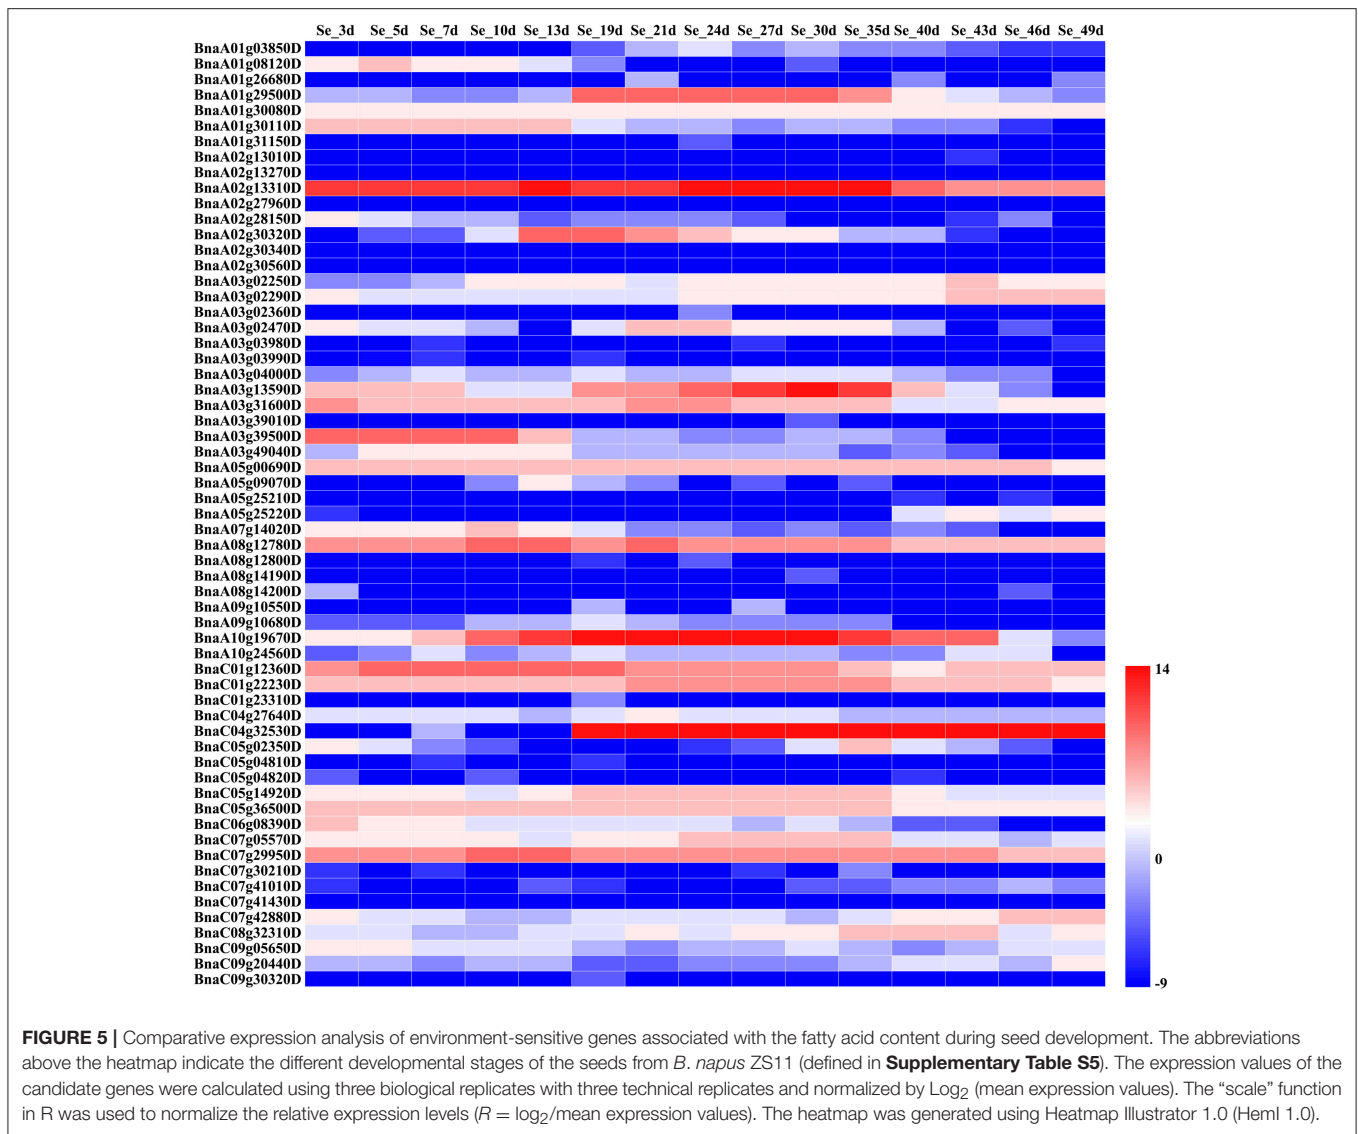 Se_3d Se_5d Se_7d Se_10d Se_13d Se_19d Se_21d Se_24d Se_27d Se_30d Se_35d Se_40d Se_43d Se_46d Se_49d
BnaA01g03850D
BnaA01g08120D
BnaA01g26680D
BnaA01g29500D
BnaA01g30080D
BnaA01g30110D
BnaA01g31150D
BnaA02g13010D
BnaA02g13270D
BnaA02g13310D
BnaA02g27960D
BnaA02g28150D
BnaA02g30320D
BnaA02g30340D
BnaA02g30560D
BnaA03g02250D
BnaA03g02290D
BnaA03g02360D
BnaA03g02470D
BnaA03g03980D
BnaA03g03990D
BnaA03g04000D
BnaA03g13590D
BnaA03g31600D
BnaA03g39010D
BnaA03g39500D
BnaA03g49040D
BnaA05g00690D
BnaA05g09070D
BnaA05g25210D
BnaA05g25220D
BnaA07g14020D
BnaA08g12780D
BnaA08g12800D
BnaA08g14190D
BnaA08g14200D
BnaA09g10550D
BnaA09g10680D
BnaA10g19670D
BnaA10g24560D
BnaC01g12360D
BnaC01g22230D
BnaC01g23310D
BnaC04g27640D
BnaC04g32530D
BnaC05g02350D
BnaC05g04810D
BnaC05g04820D
BnaC05g14920D
BnaC05g36500D
BnaC06g08390D
BnaC07g05570D
BnaC07g29950D
BnaC07g30210D
BnaC07g41010D
BnaC07g41430D
BnaC07g42880D
BnaC08g32310D
BnaC09g05650D
BnaC09g20440D
BnaC09g30320D
14
0
-9
FIGURE 5 | Comparative expression analysis of environment-sensitive genes associated with the fatty acid content during seed development. The abbreviations
above the heatmap indicate the different developmental stages of the seeds from B. napus ZS11 (defined in Supplementary Table S5). The expression values of the
candidate genes were calculated using three biological replicates with three technical replicates and normalized by Log₂ (mean expression values). The “scale” function
in R was used to normalize the relative expression levels (R = log₂/mean expression values). The heatmap was generated using Heatmap Illustrator 1.0 (HemI 1.0).